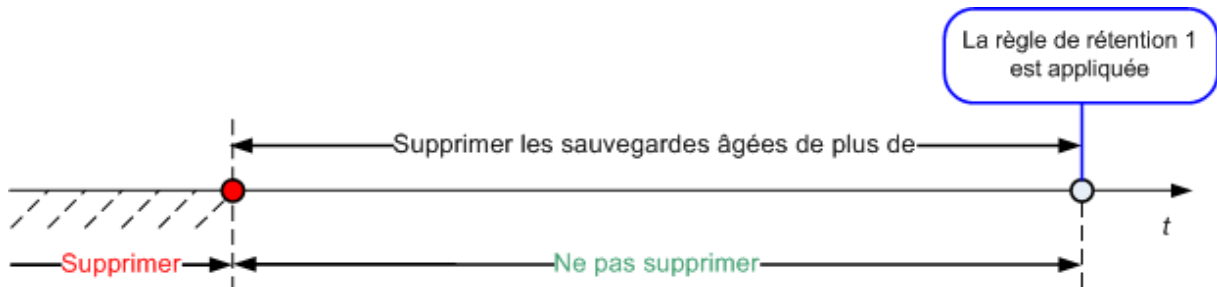 La règle de rétention 1
est appliquée
Supprimer les sauvegardes âgées de plus de
t
Supprimer
Ne pas supprimer